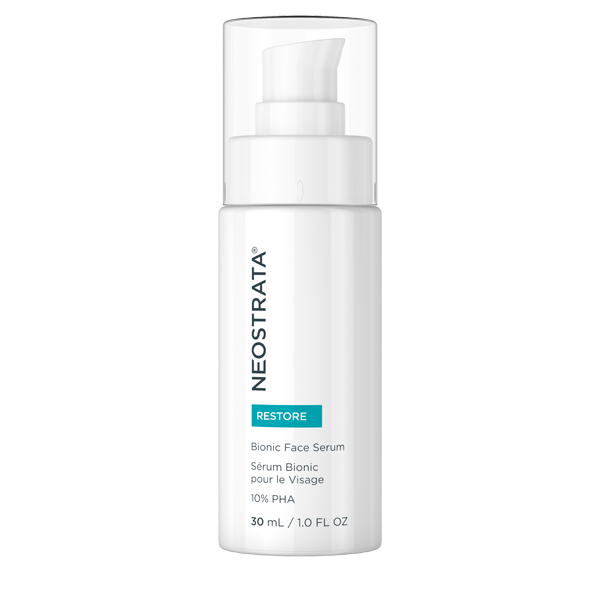 NEOSTRATA®
RESTORE
Bionic Face Serum
Sérum Bionic
pour le Visage
10% PHA
30 mL / 1.0 FL OZ